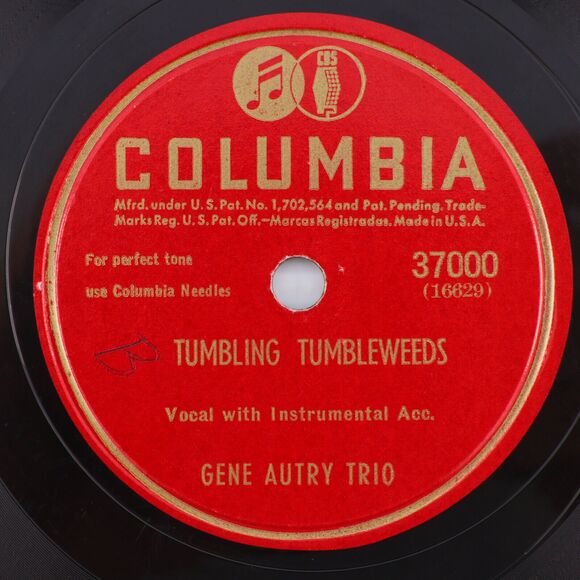 CBS
COLUMBIA
Mfrd. under U.S. Pat. No. 1,702,564 and Pat. Pending. Trade-
Marks Reg. U.S. Pat. Off.—Marcas Registradas. Made in U.S.A.
For perfect tone
use Columbia Needles
37000
(16629)
B
TUMBLING TUMBLEWEEDS
Vocal with Instrumental Acc.
GENE AUTRY TRIO